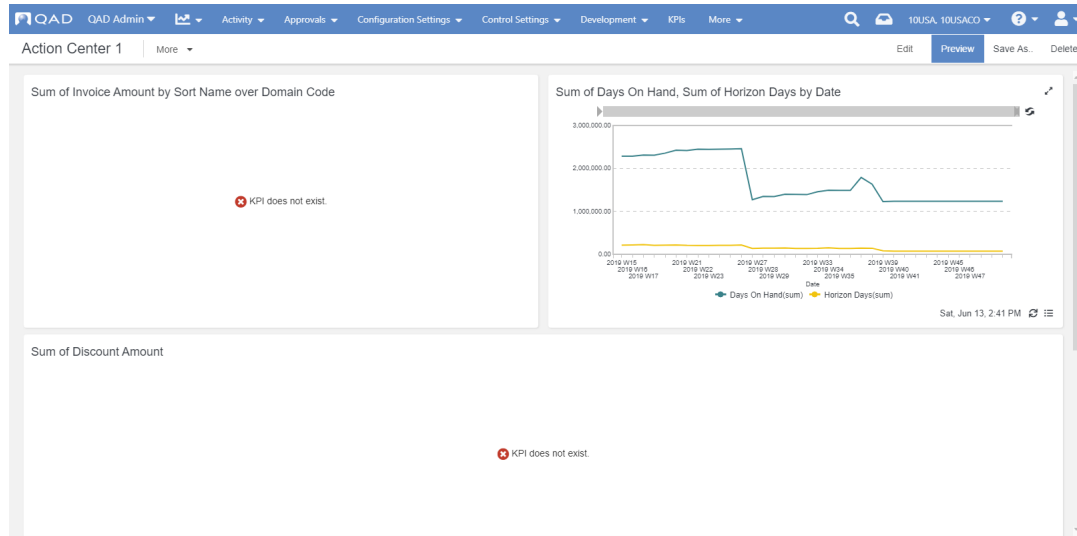 QAD QAD Admin Activity Approvals Configuration Settings Control Settings Development KPIs More 10USA, 10USACO ?
Action Center 1 More Edit Preview Save As.. Delete
Sum of Invoice Amount by Sort Name over Domain Code
KPI does not exist.
Sum of Days On Hand, Sum of Horizon Days by Date
3,000,000.00
2,000,000.00
1,000,000.00
0.00
2019 W15 2019 W21 2019 W27 2019 W33 2019 W39 2019 W45
2019 W16 2019 W22 2019 W28 2019 W34 2019 W40 2019 W46
2019 W17 2019 W23 2019 W29 2019 W35 2019 W41 2019 W47
Date
Days On Hand(sum) Horizon Days(sum)
Sat, Jun 13, 2:41 PM
Sum of Discount Amount
KPI does not exist.